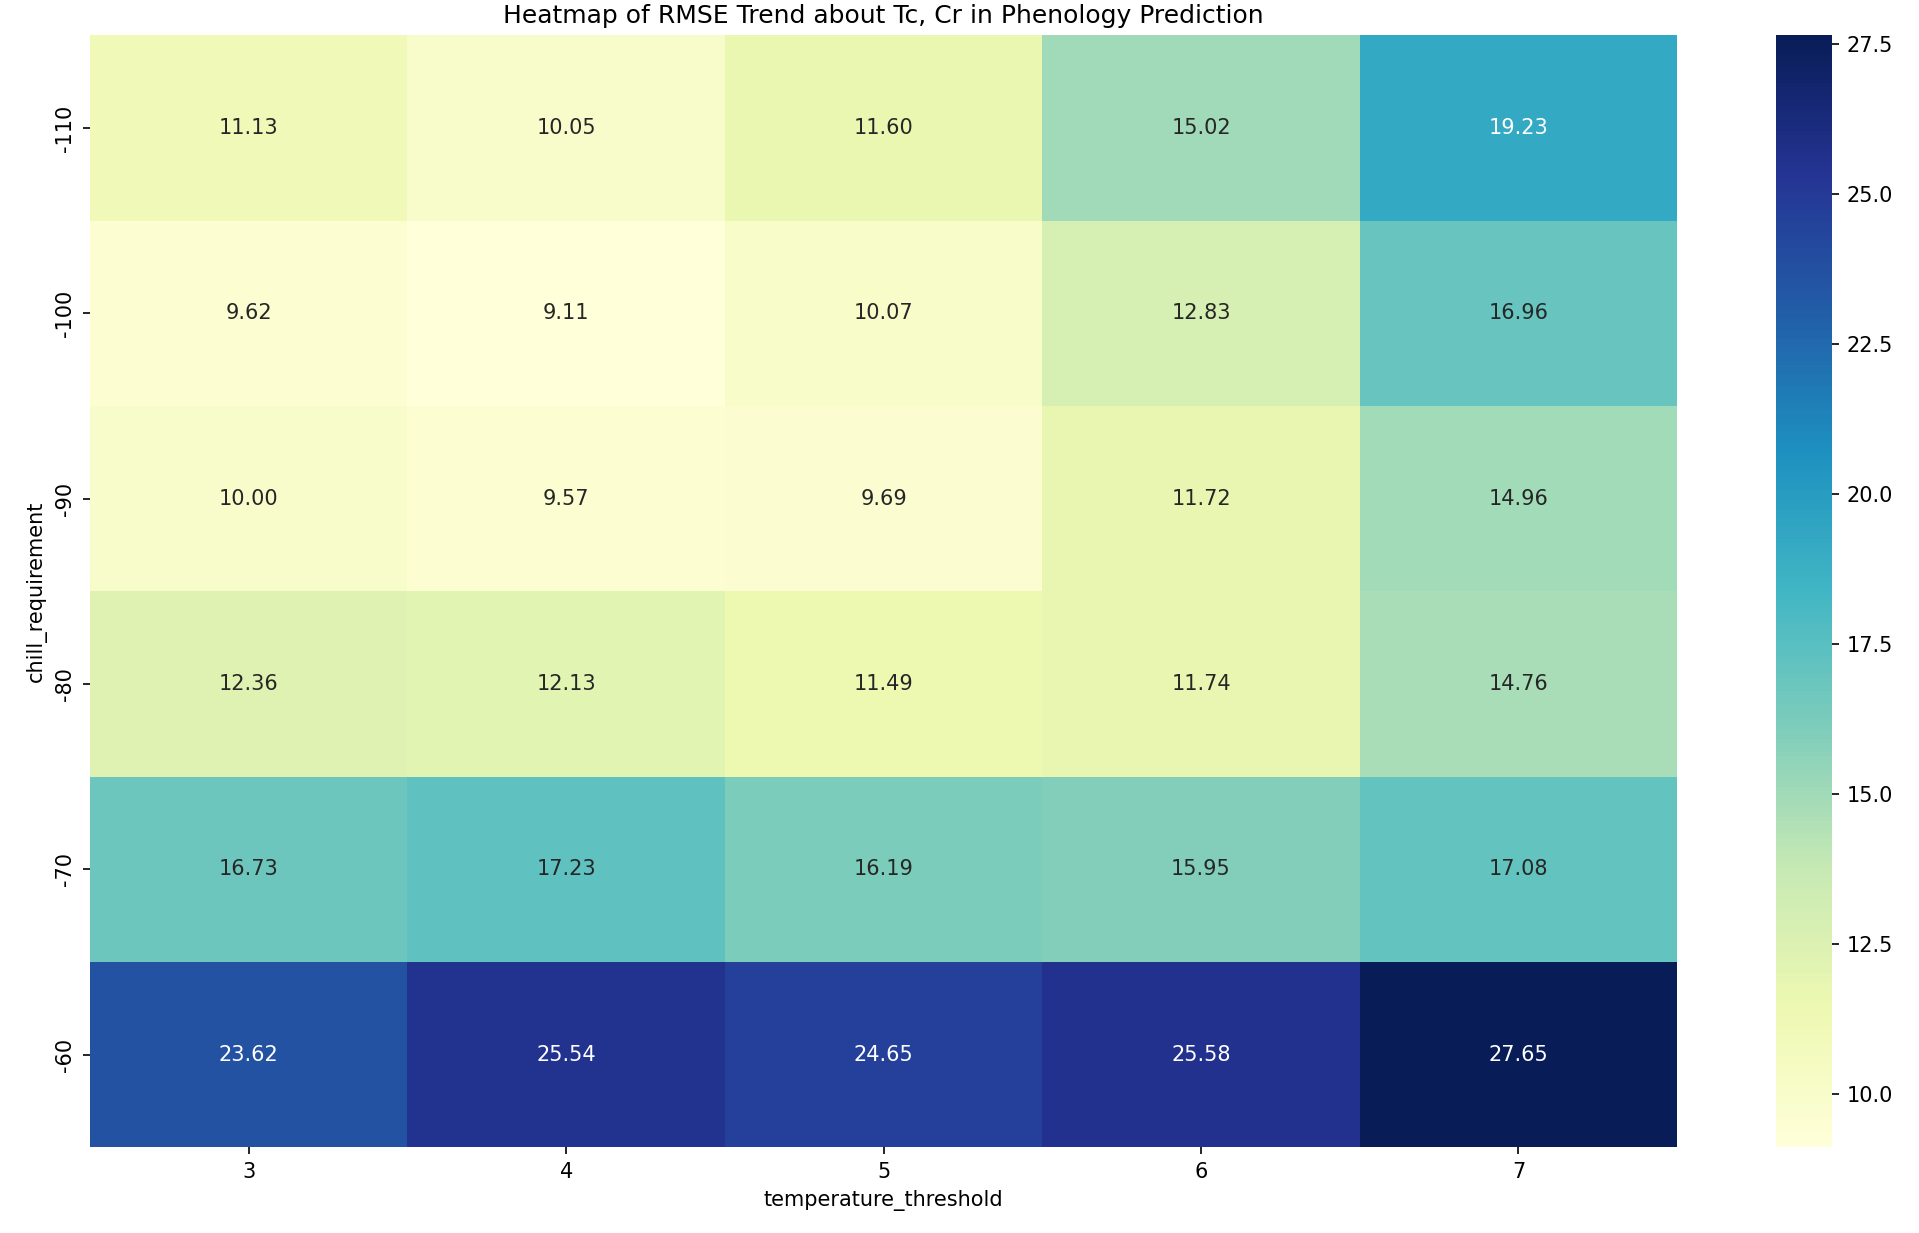 Heatmap of RMSE Trend about Tc, Cr in Phenology Prediction
chill_requirement
-110 11.13 10.05 11.60 15.02 19.23
-100 9.62 9.11 10.07 12.83 16.96
-90 10.00 9.57 9.69 11.72 14.96
-80 12.36 12.13 11.49 11.74 14.76
-70 16.73 17.23 16.19 15.95 17.08
-60 23.62 25.54 24.65 25.58 27.65
3 4 5 6 7
temperature_threshold
27.5
25.0
22.5
20.0
17.5
15.0
12.5
10.0